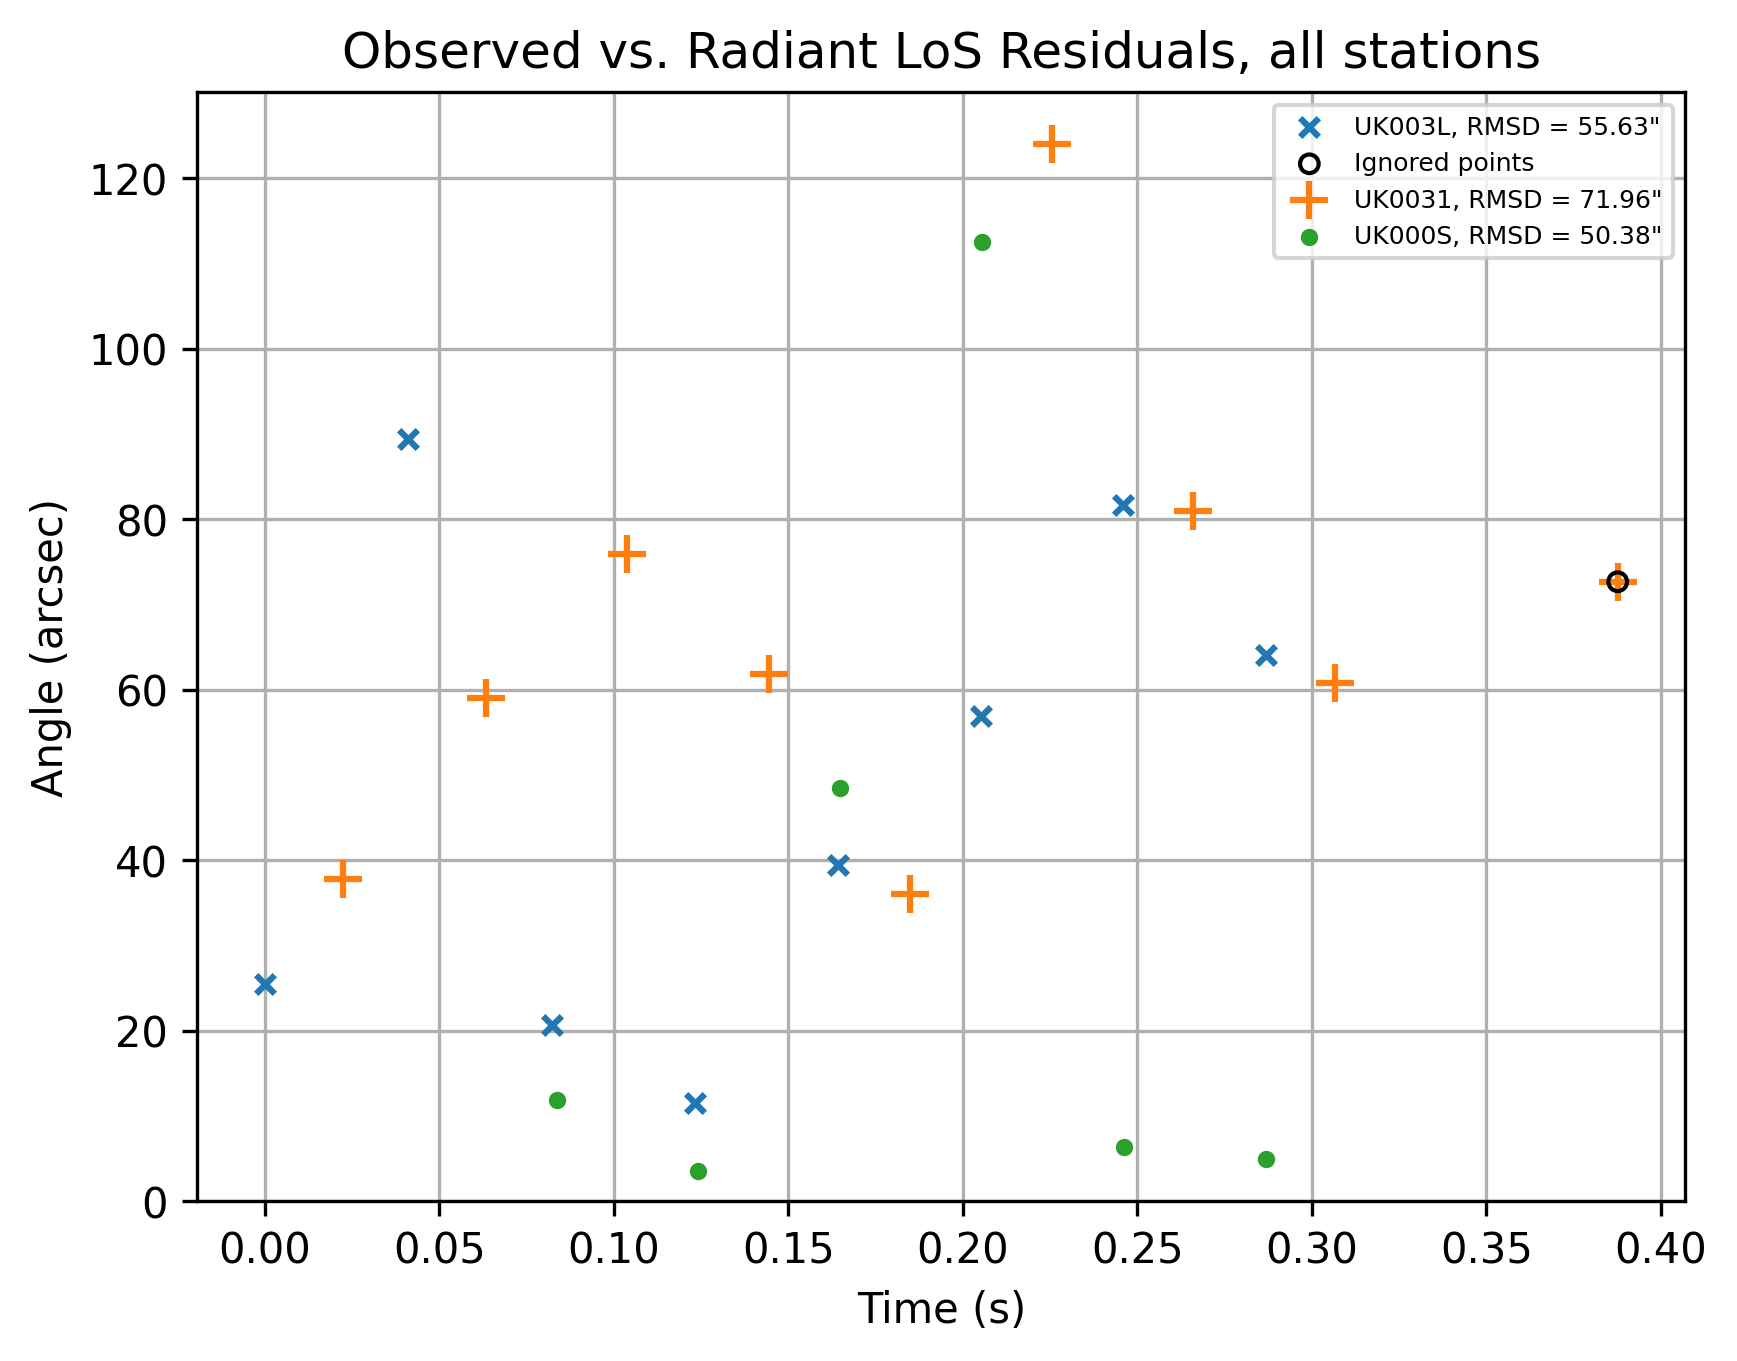 Observed vs. Radiant LoS Residuals, all stations
UK003L, RMSD = 55.63"
Ignored points
UK0031, RMSD = 71.96"
UK000S, RMSD = 50.38"
Angle (arcsec)
120
100
80
60
40
20
0
0.00 0.05 0.10 0.15 0.20 0.25 0.30 0.35 0.40
Time (s)